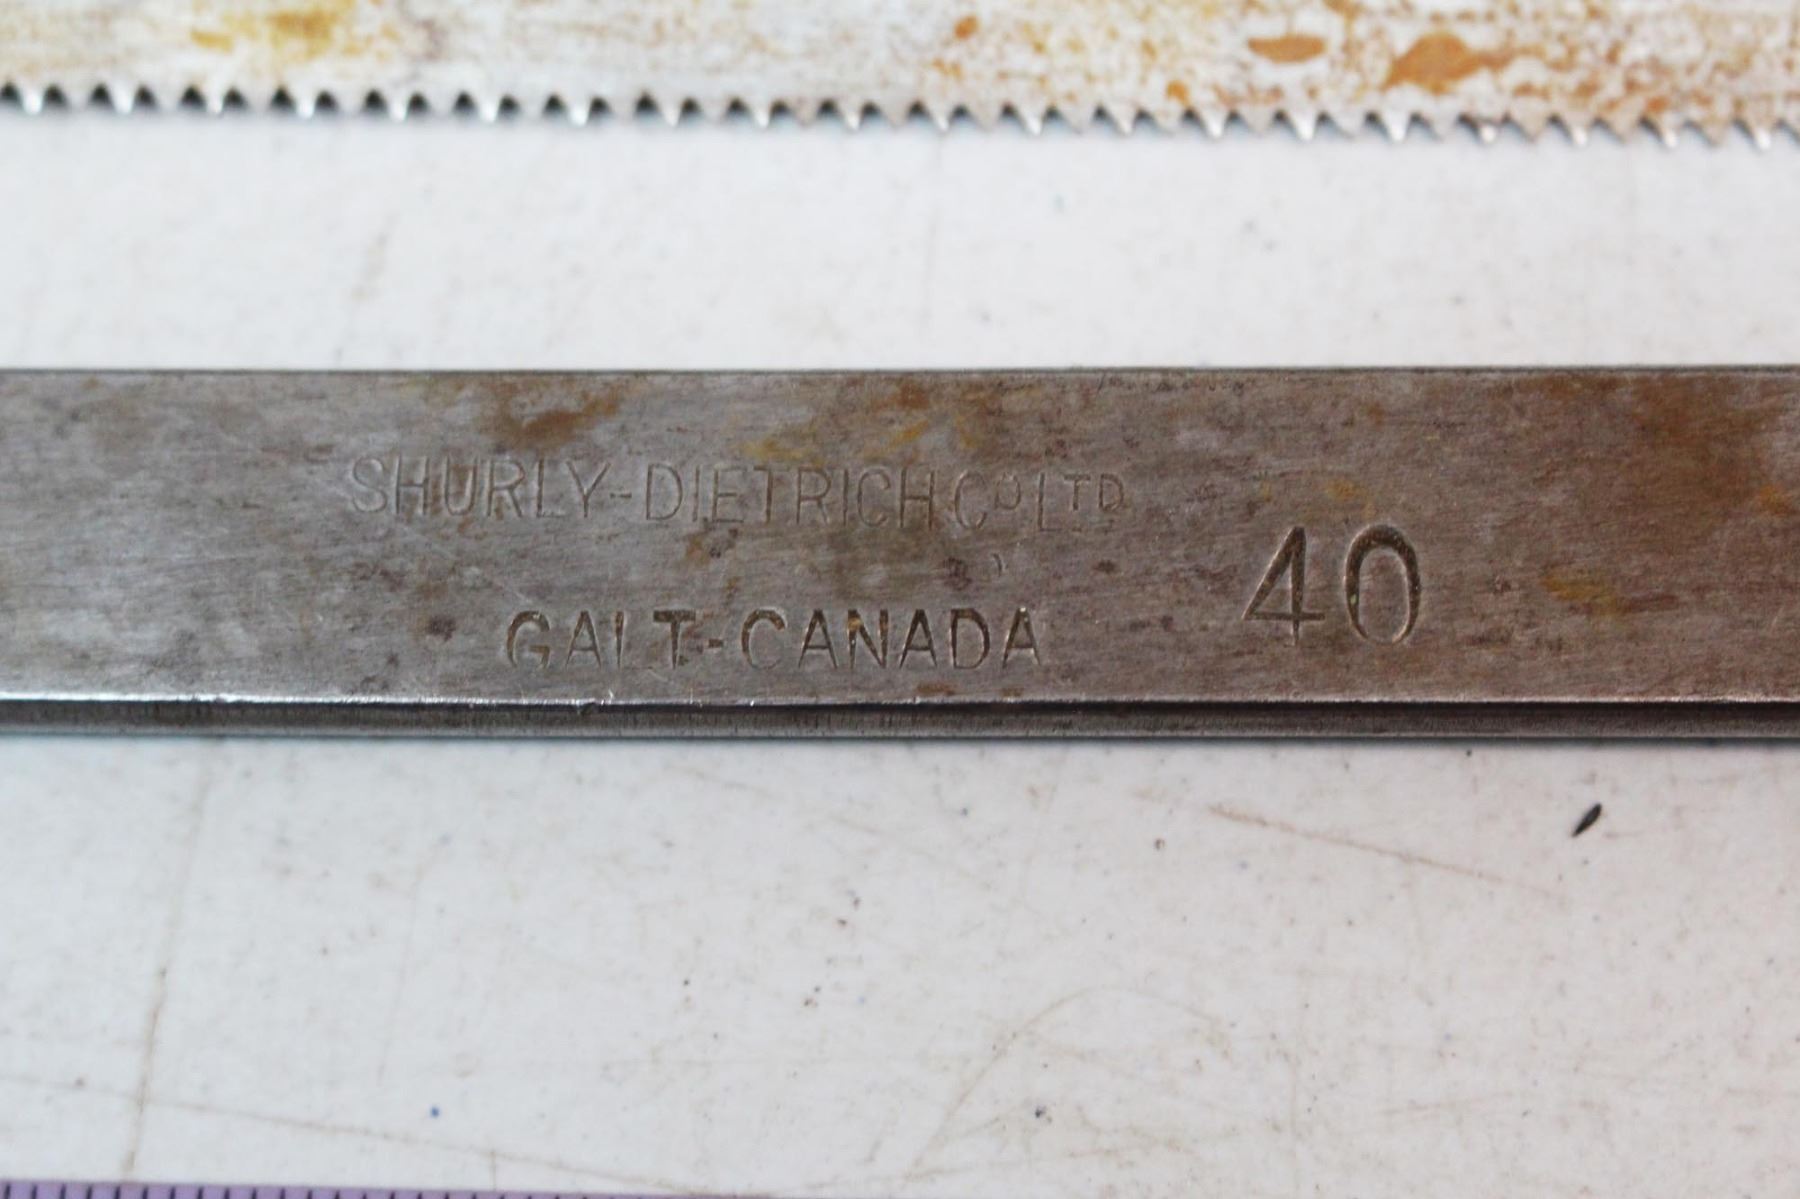 SHURLY-DIETRICH Co LTD
GALT-CANADA
40